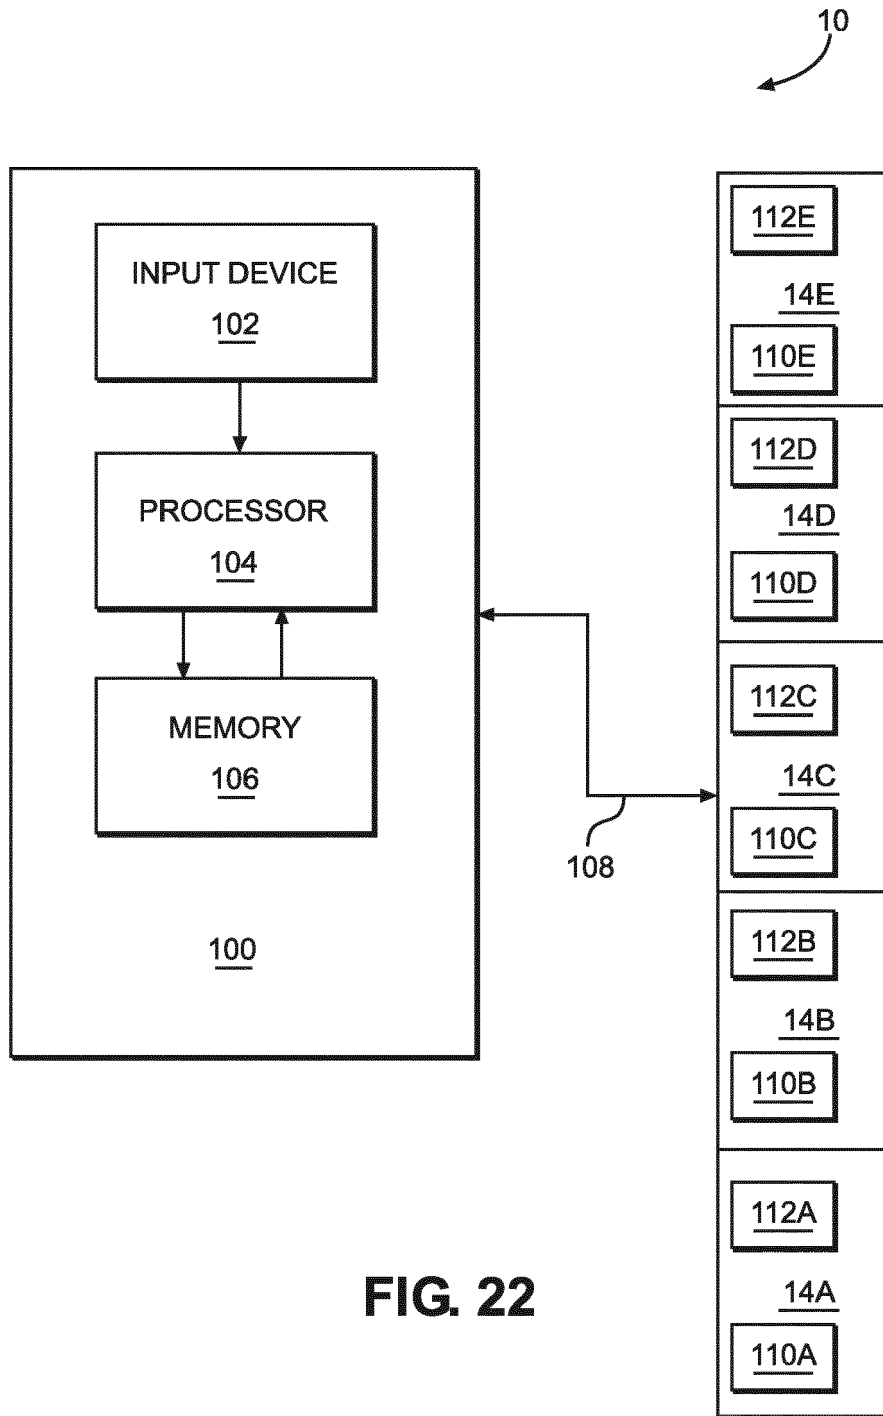 10
INPUT DEVICE
102
PROCESSOR
104
MEMORY
106
100
108
112E
14E
110E
112D
14D
110D
112C
14C
110C
112B
14B
110B
112A
14A
110A
FIG. 22